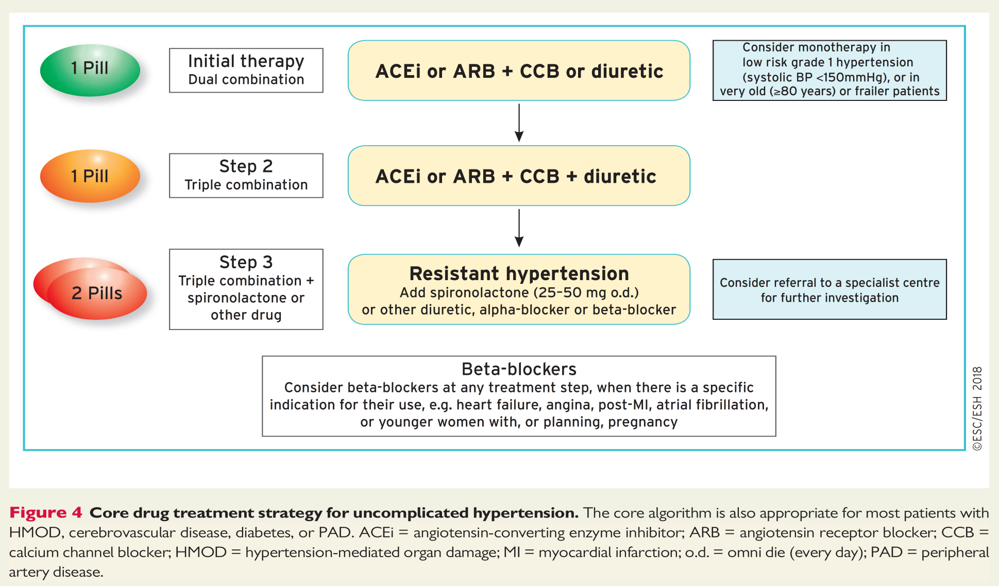 1 Pill
Initial therapy
Dual combination
ACEi or ARB + CCB or diuretic
Consider monotherapy in
low risk grade 1 hypertension
(systolic BP <150mmHg), or in
very old (≥80 years) or frailer patients
1 Pill
Step 2
Triple combination
ACEi or ARB + CCB + diuretic
2 Pills
Step 3
Triple combination +
spironolactone or
other drug
Resistant hypertension
Add spironolactone (25–50 mg o.d.)
or other diuretic, alpha-blocker or beta-blocker
Consider referral to a specialist centre
for further investigation
Beta-blockers
Consider beta-blockers at any treatment step, when there is a specific
indication for their use, e.g. heart failure, angina, post-MI, atrial fibrillation,
or younger women with, or planning, pregnancy
©ESC/ESH 2018
Figure 4 Core drug treatment strategy for uncomplicated hypertension. The core algorithm is also appropriate for most patients with
HMOD, cerebrovascular disease, diabetes, or PAD. ACEi = angiotensin-converting enzyme inhibitor; ARB = angiotensin receptor blocker; CCB =
calcium channel blocker; HMOD = hypertension-mediated organ damage; MI = myocardial infarction; o.d. = omni die (every day); PAD = peripheral
artery disease.